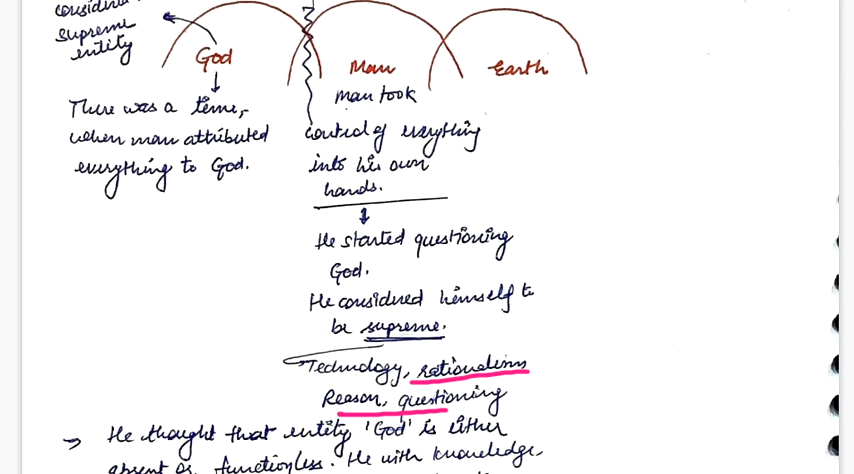 considered
supreme
entity
God
Man
Earth
There was a time,
when man attributed
everything to God.
man took
control of everything
into his own
hands.
He started questioning
God.
He considered himself to
be supreme.
Technology, rationalism
Reason, questioning
→ He thought that entity 'God' is either
absent or functionless. He with knowledge,